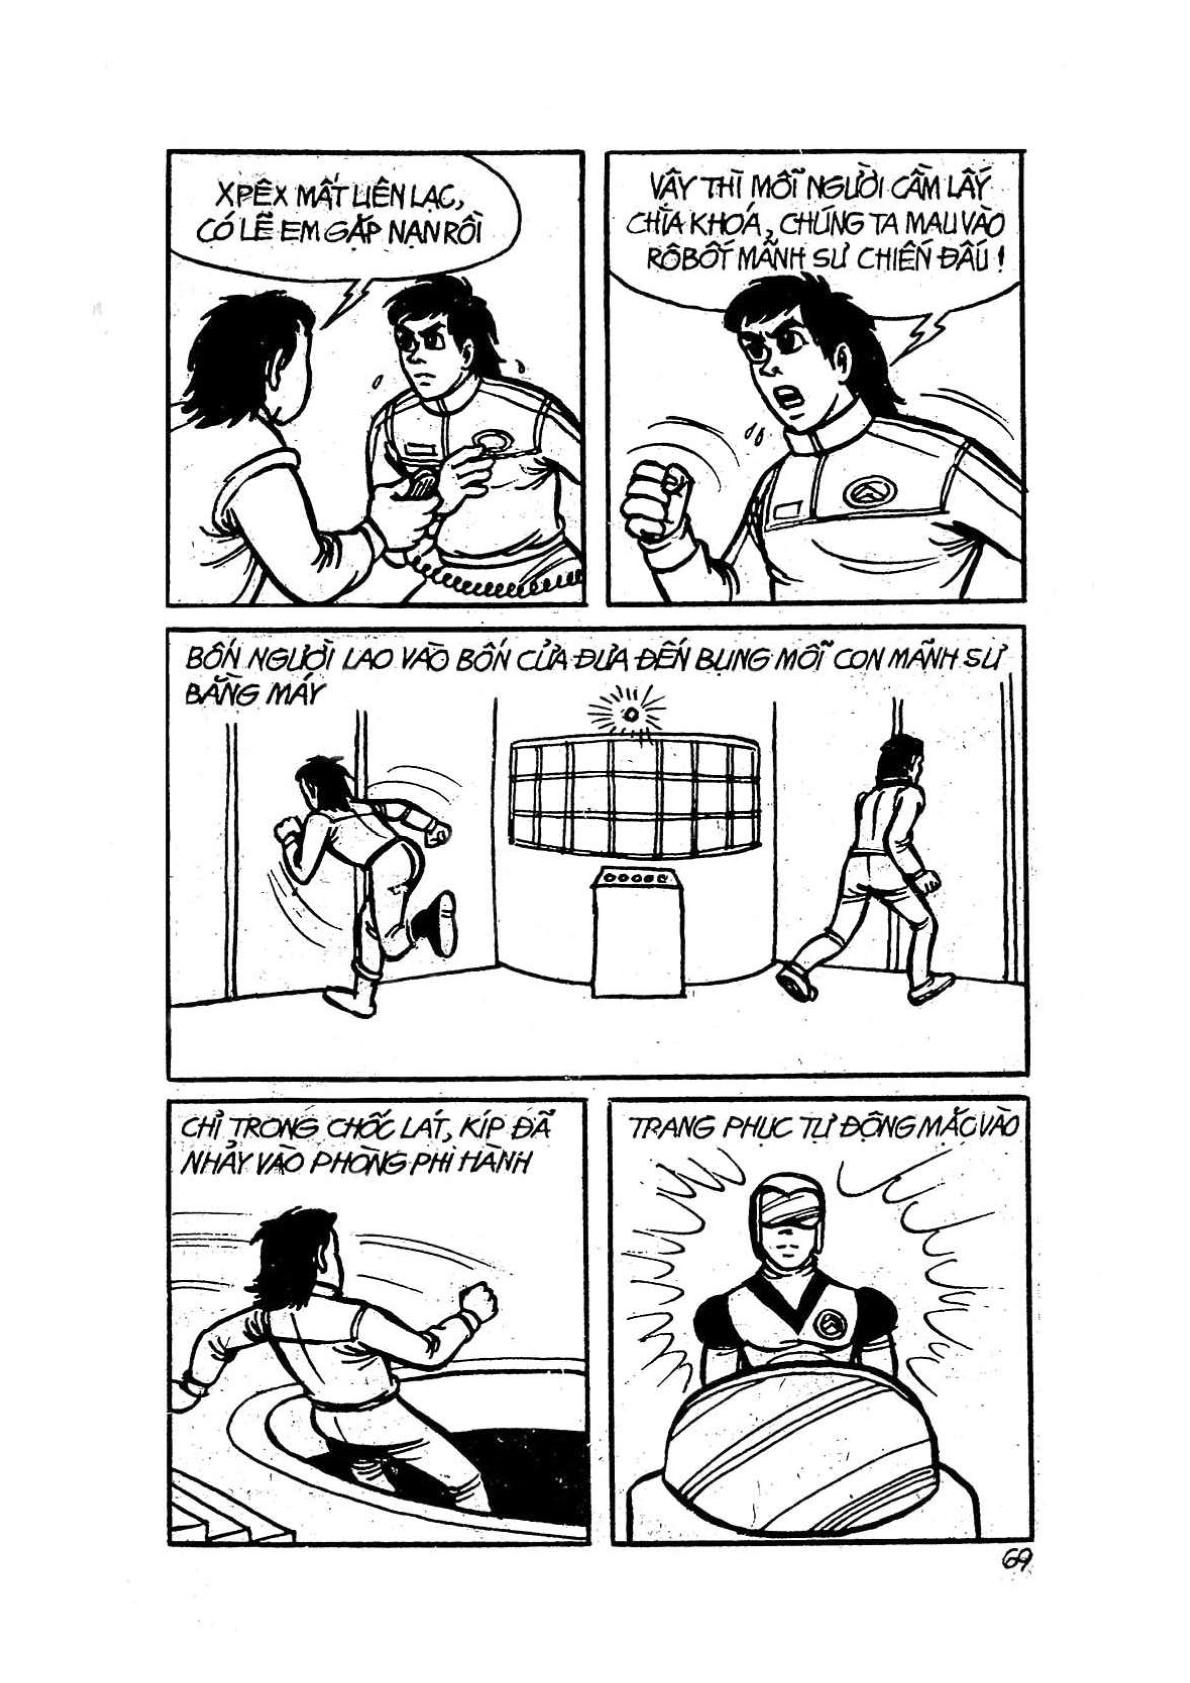 XPÊX MẤT LIÊN LẠC,
CÓ LẼ EM GẶP NẠN RỒI
VẬY THÌ MỖI NGƯỜI CẦM LẤY
CHÌA KHOÁ, CHÚNG TA MAU VÀO
RÔBỐT MÃNH SƯ CHIẾN ĐẤU !
BỐN NGƯỜI LAO VÀO BỐN CỬA ĐƯA ĐẾN BỤNG MỖI CON MÃNH SƯ
BẰNG MÁY
CHỈ TRONG CHỐC LÁT, KÍP ĐÃ
NHẢY VÀO PHÒNG PHI HÀNH
TRANG PHỤC TỰ ĐỘNG MẶC VÀO
69